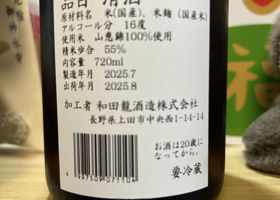 品目 清酒
原材料名 米(国産)、米麹(国産米)
アルコール分 16度
使用米 山恵錦100%使用
精米歩合 55%
内容量 720ml
製造年月 2025.7
出荷年月 2025.8
加工者 和田龍酒造株式会社
長野県上田市中央西1-14-14
お酒は20歳に
なってから。
要冷蔵
4997509071104
福